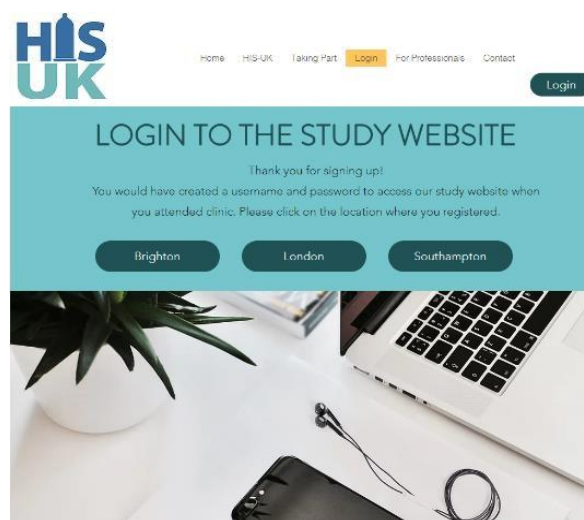 HIS
UK
Home HIS-UK Taking Part Login For Professionals Contact
Login
LOGIN TO THE STUDY WEBSITE
Thank you for signing up!
You would have created a username and password to access our study website when
you attended clinic. Please click on the location where you registered.
Brighton London Southampton